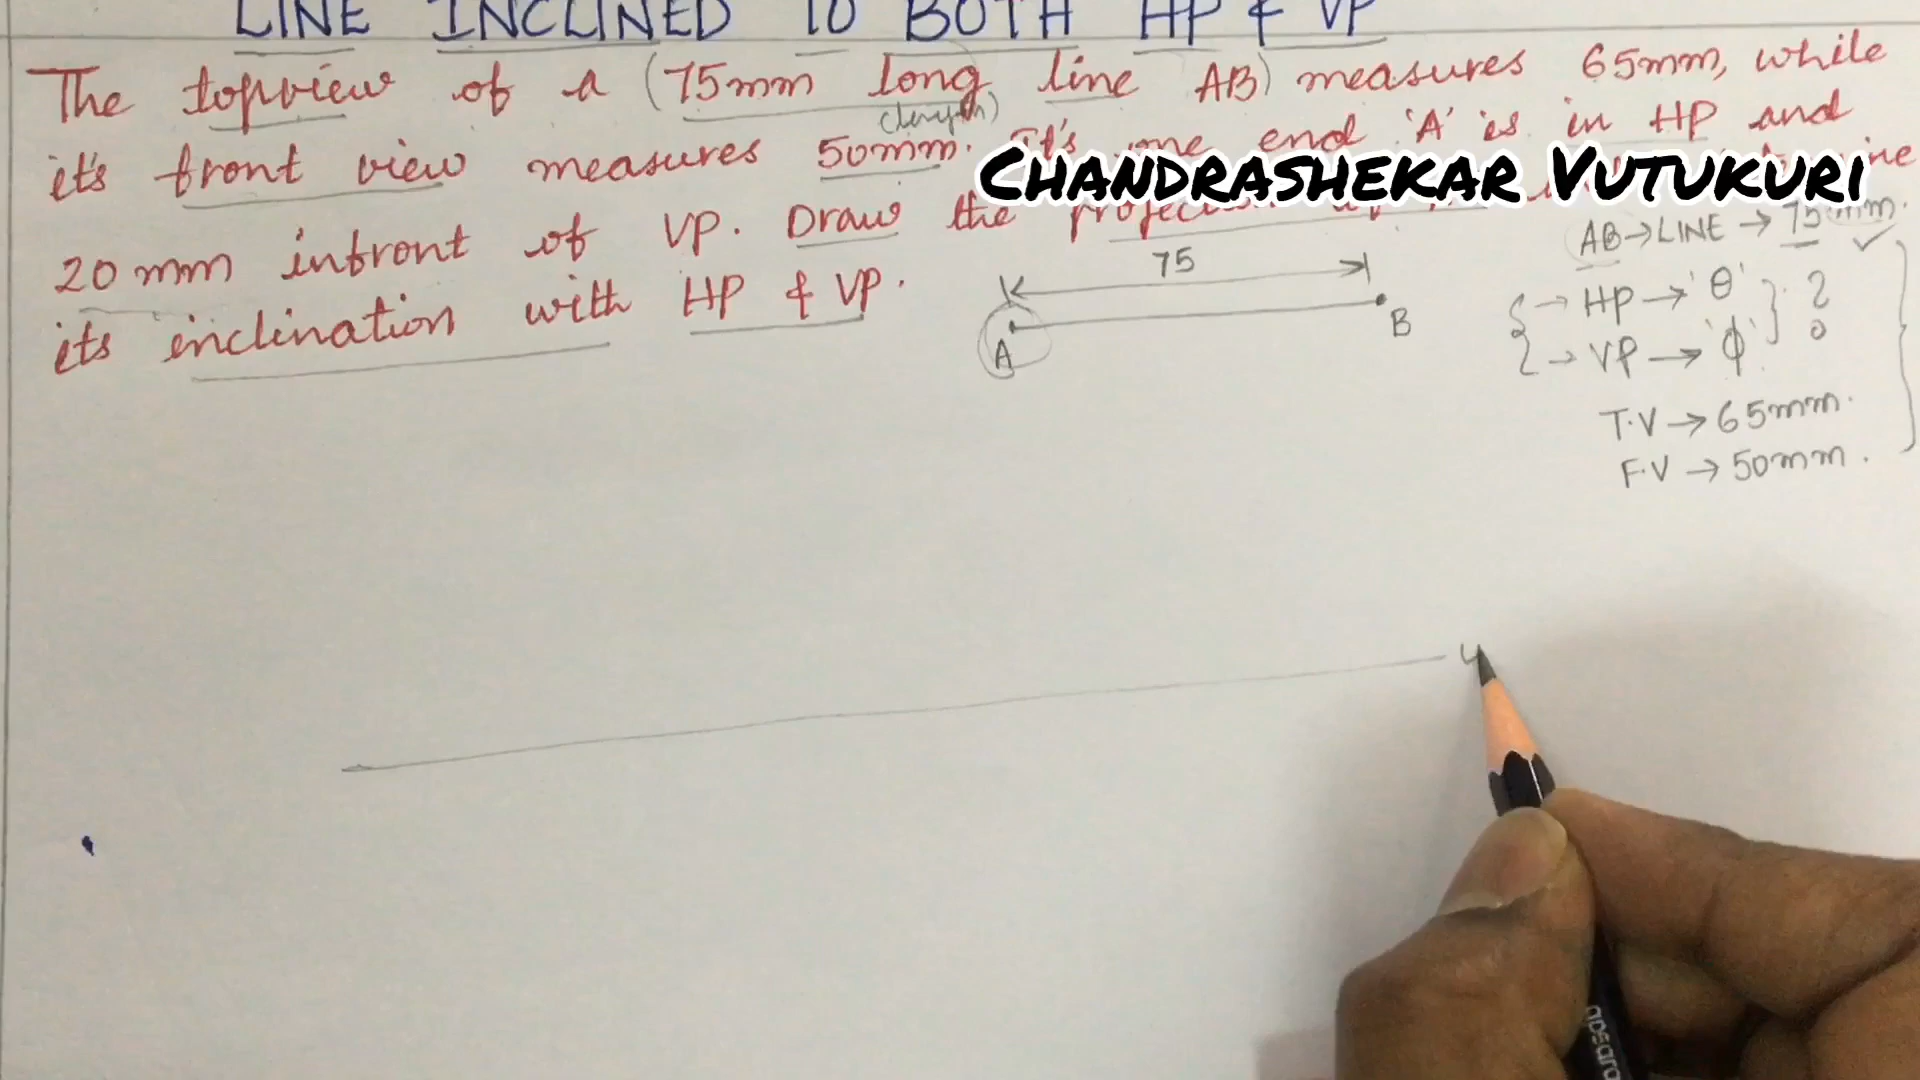 LINE INCLINED TO BOTH HP & VP
The topview of a (75mm long line AB) measures 65mm, while
(length)
it's front view measures 50mm. It's one end 'A' is in HP and
CHANDRASHEKAR VUTUKURI
20mm infront of VP. Draw the
its inclination with HP & VP.
75
A
B
AB→LINE→75mm.
→HP→'θ'
→VP→'ϕ'
?
T.V→65mm.
F.V→50mm.
apsara